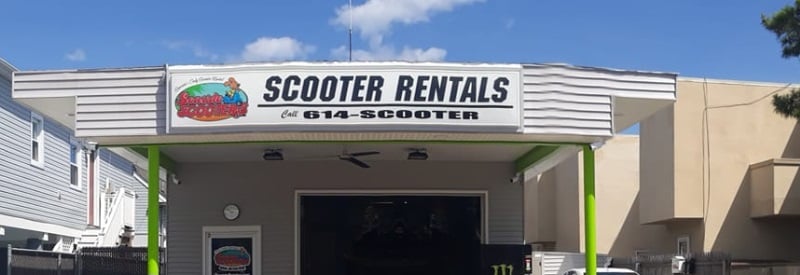 SCOOTER RENTALS
Call 614-SCOOTER